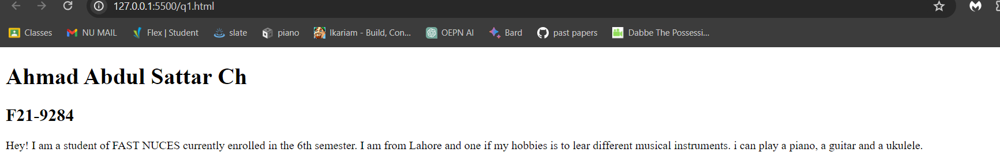 127.0.0.1:5500/q1.html
Classes NU MAIL Flex | Student slate piano Ikariam - Build, Con... OEPN AI Bard past papers Dabbe The Possessi...
Ahmad Abdul Sattar Ch
F21-9284
Hey! I am a student of FAST NUCES currently enrolled in the 6th semester. I am from Lahore and one if my hobbies is to lear different musical instruments. i can play a piano, a guitar and a ukulele.